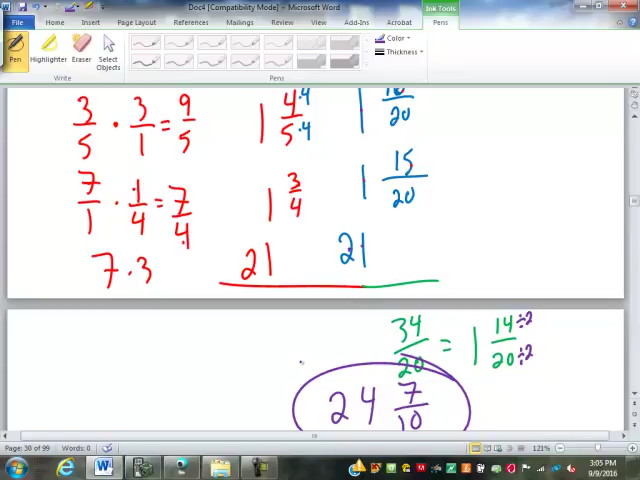 Doc4 [Compatibility Mode] - Microsoft Word
Ink Tools
File Home Insert Page Layout References Mailings Review View Add-Ins Acrobat Pens
Pen Highlighter Eraser Select Objects
Color
Thickness
Write Pens
3/5 · 3/1 = 9/5 1 4·4/5·4 1 /20
7/1 · 1/4 = 7/4 1 3/4 1 15/20
7 · 3 21 21
34/20 = 1 14÷2/20÷2
24 7/10
Page: 30 of 99 Words: 0 121%
3:05 PM
9/9/2016